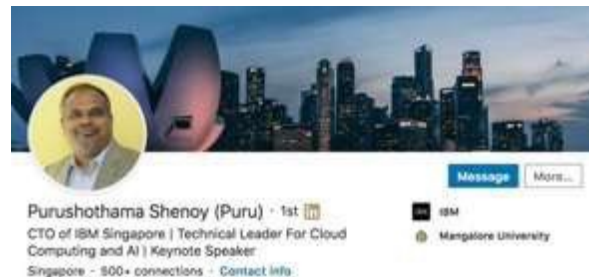 Message
More...
Purushothama Shenoy (Puru) · 1st in
CTO of IBM Singapore | Technical Leader For Cloud
Computing and AI | Keynote Speaker
Singapore · 500+ connections · Contact info
IBM
Mangalore University